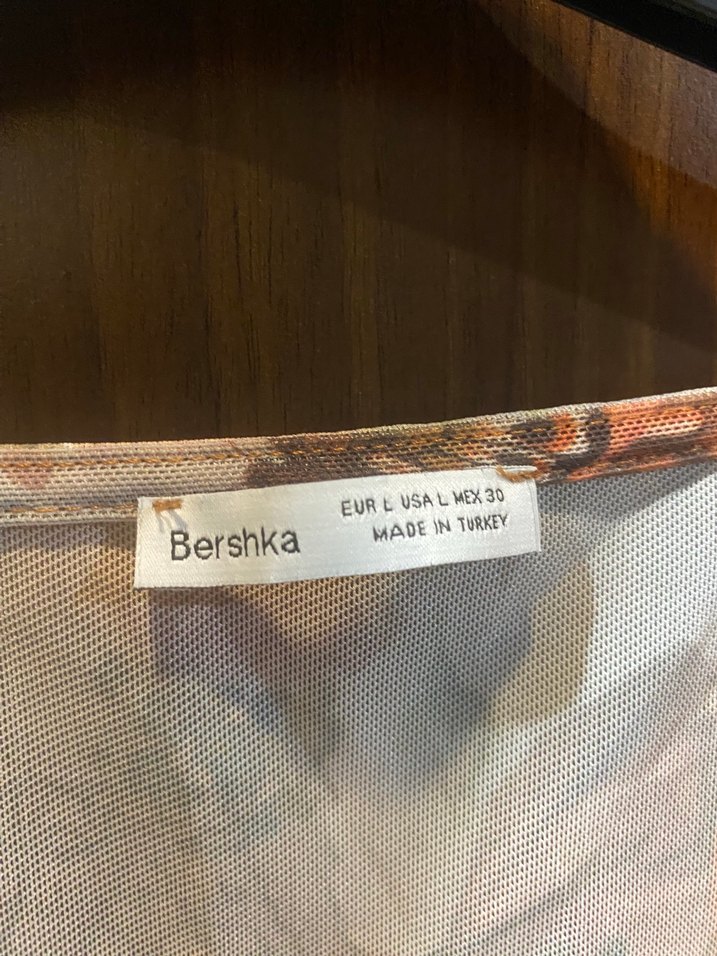 Bershka
EUR L USA L MEX 30
MADE IN TURKEY